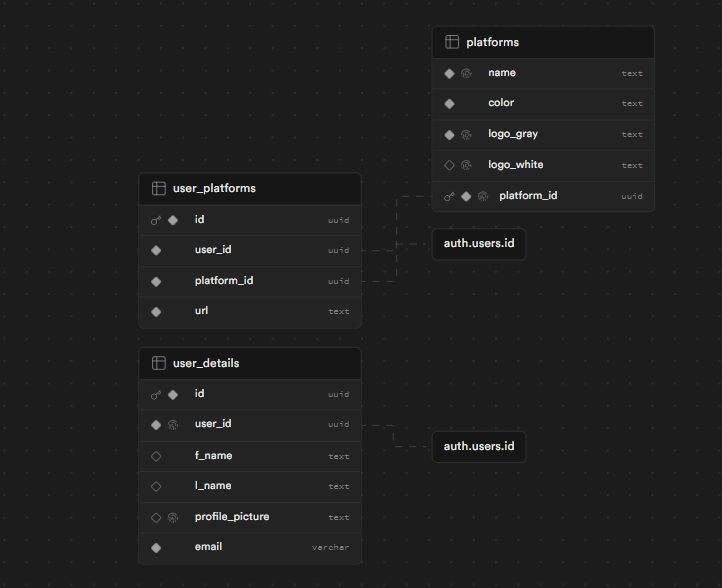 platforms
name text
color text
logo_gray text
logo_white text
platform_id uuid
user_platforms
id uuid
user_id uuid
platform_id uuid
url text
auth.users.id
user_details
id uuid
user_id uuid
f_name text
l_name text
profile_picture text
email varchar
auth.users.id